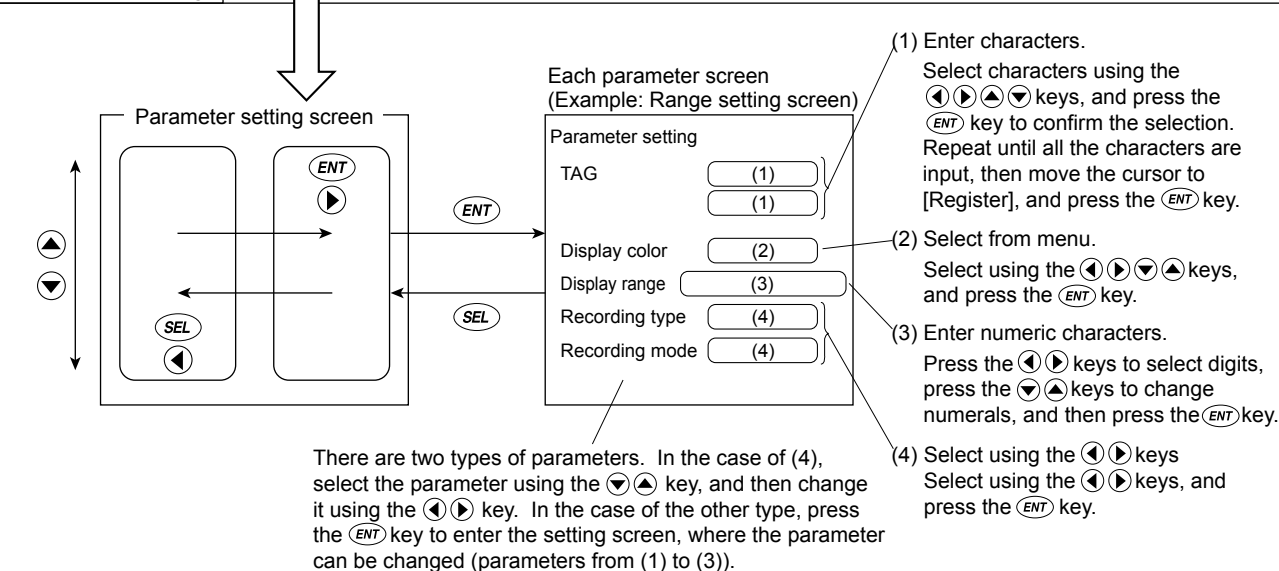 Parameter setting screen
ENT
SEL
ENT
SEL
Each parameter screen
(Example: Range setting screen)
Parameter setting
TAG (1)
(1)
Display color (2)
Display range (3)
Recording type (4)
Recording mode (4)
There are two types of parameters. In the case of (4),
select the parameter using the ▼ ▲ key, and then change
it using the ◀ ▶ key. In the case of the other type, press
the ENT key to enter the setting screen, where the parameter
can be changed (parameters from (1) to (3)).
(1) Enter characters.
Select characters using the
◀ ▶ ▲ ▼ keys, and press the
ENT key to confirm the selection.
Repeat until all the characters are
input, then move the cursor to
[Register], and press the ENT key.
(2) Select from menu.
Select using the ◀ ▶ ▼ ▲ keys,
and press the ENT key.
(3) Enter numeric characters.
Press the ◀ ▶ keys to select digits,
press the ▼ ▲ keys to change
numerals, and then press the ENT key.
(4) Select using the ◀ ▶ keys
Select using the ◀ ▶ keys, and
press the ENT key.